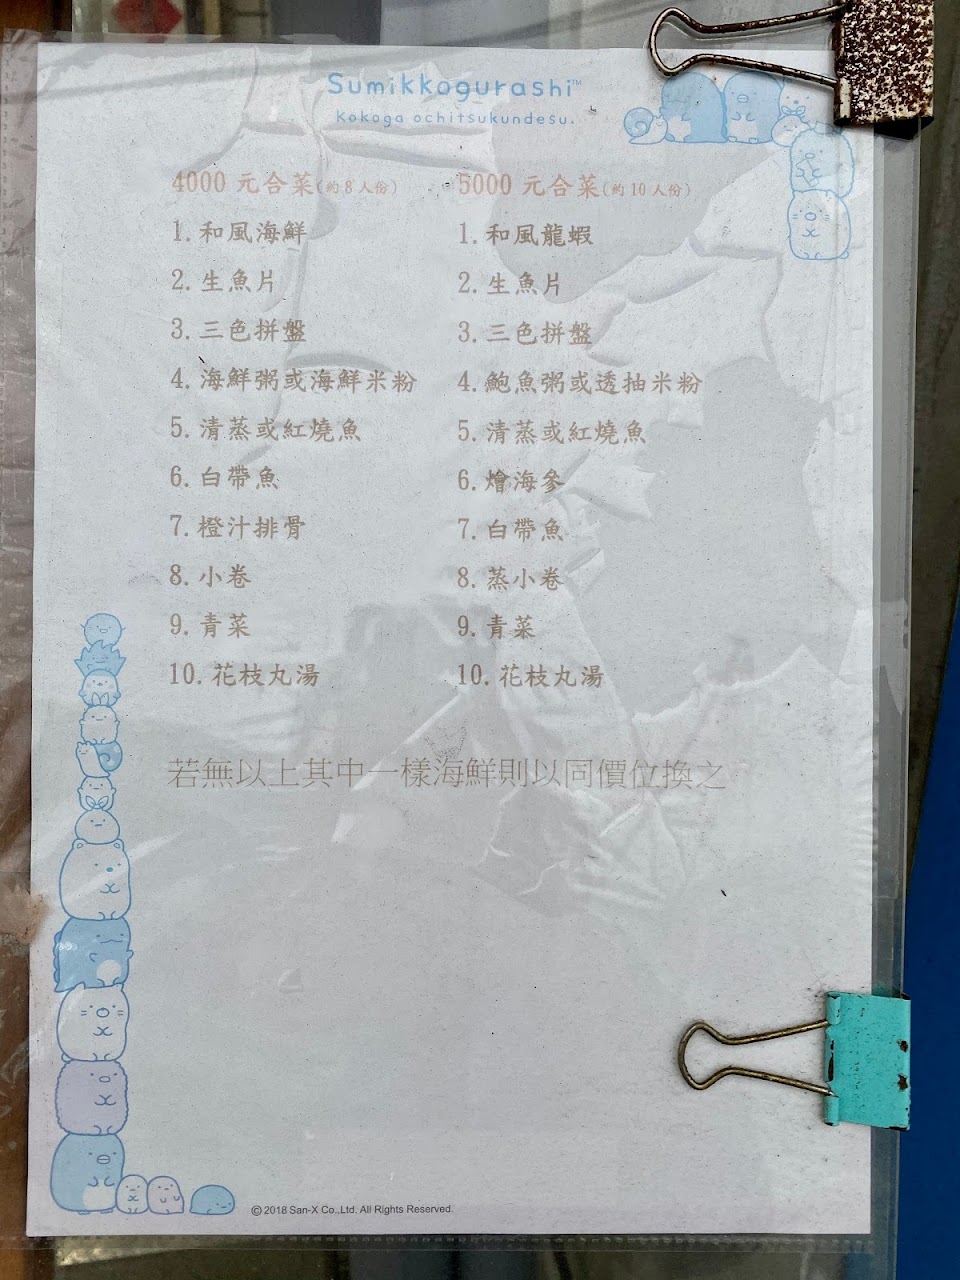 Sumikkogurashi™
Kokoga ochitsukundesu.
4000 元合菜(約8人份)
1. 和風海鮮
2. 生魚片
3. 三色拼盤
4. 海鮮粥或海鮮米粉
5. 清蒸或紅燒魚
6. 白帶魚
7. 橙汁排骨
8. 小卷
9. 青菜
10. 花枝丸湯
5000 元合菜(約10人份)
1. 和風龍蝦
2. 生魚片
3. 三色拼盤
4. 鮑魚粥或透抽米粉
5. 清蒸或紅燒魚
6. 燴海參
7. 白帶魚
8. 蒸小卷
9. 青菜
10. 花枝丸湯
若無以上其中一樣海鮮則以同價位換之
©2018 San-X Co.,Ltd. All Rights Reserved.